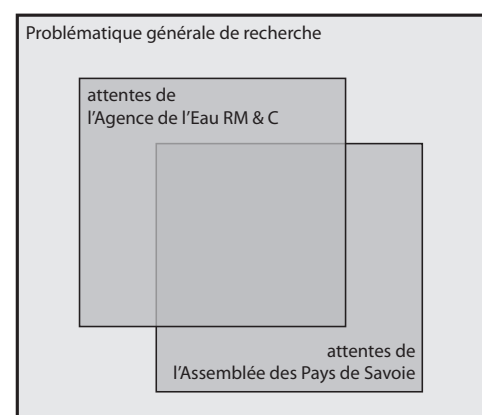 Problématique générale de recherche
attentes de
l'Agence de l'Eau RM & C
attentes de
l'Assemblée des Pays de Savoie